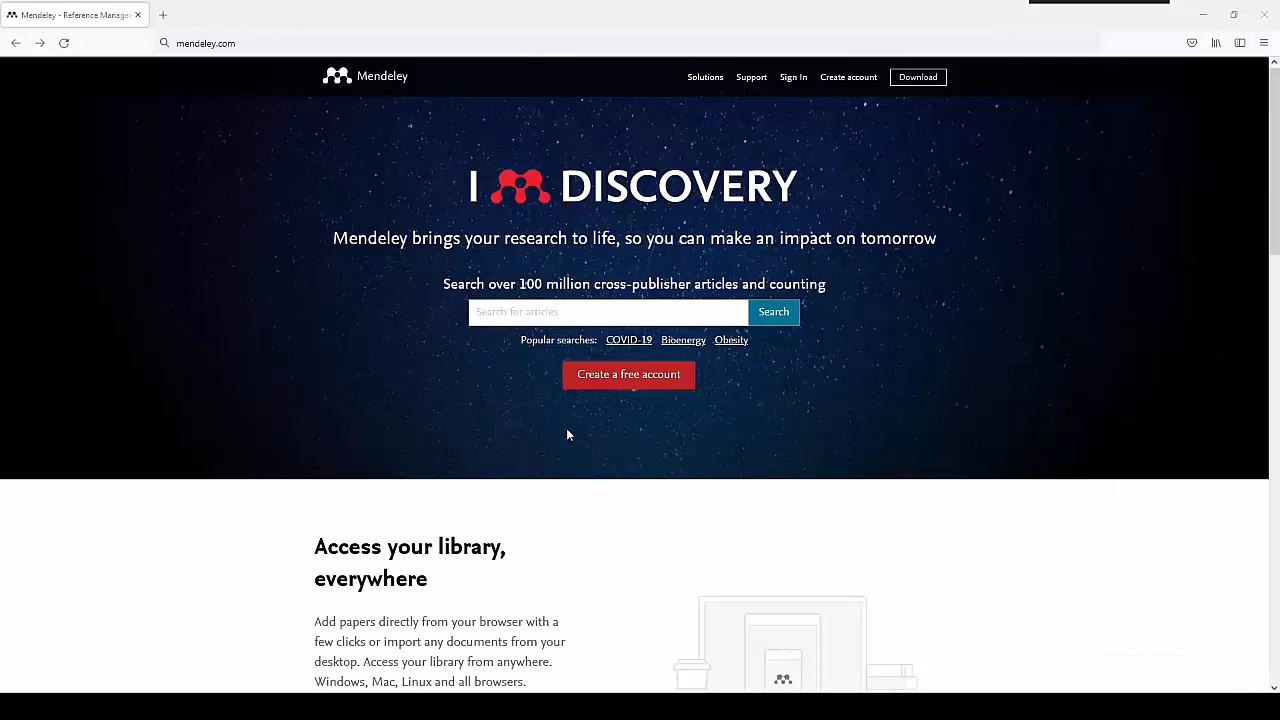 Mendeley - Reference Manage
mendeley.com
Mendeley
Solutions Support Sign In Create account Download
I DISCOVERY
Mendeley brings your research to life, so you can make an impact on tomorrow
Search over 100 million cross-publisher articles and counting
Search for articles Search
Popular searches: COVID-19 Bioenergy Obesity
Create a free account
Access your library,
everywhere
Add papers directly from your browser with a
few clicks or import any documents from your
desktop. Access your library from anywhere.
Windows, Mac, Linux and all browsers.